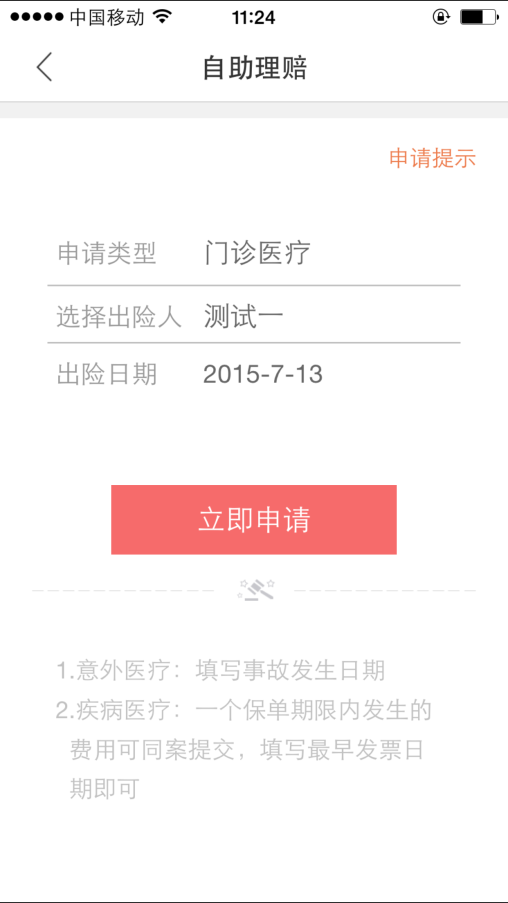 中国移动 11:24
自助理赔
申请提示
申请类型 门诊医疗
选择出险人 测试一
出险日期 2015-7-13
立即申请
1.意外医疗：填写事故发生日期
2.疾病医疗：一个保单期限内发生的
费用可同案提交，填写最早发票日
期即可